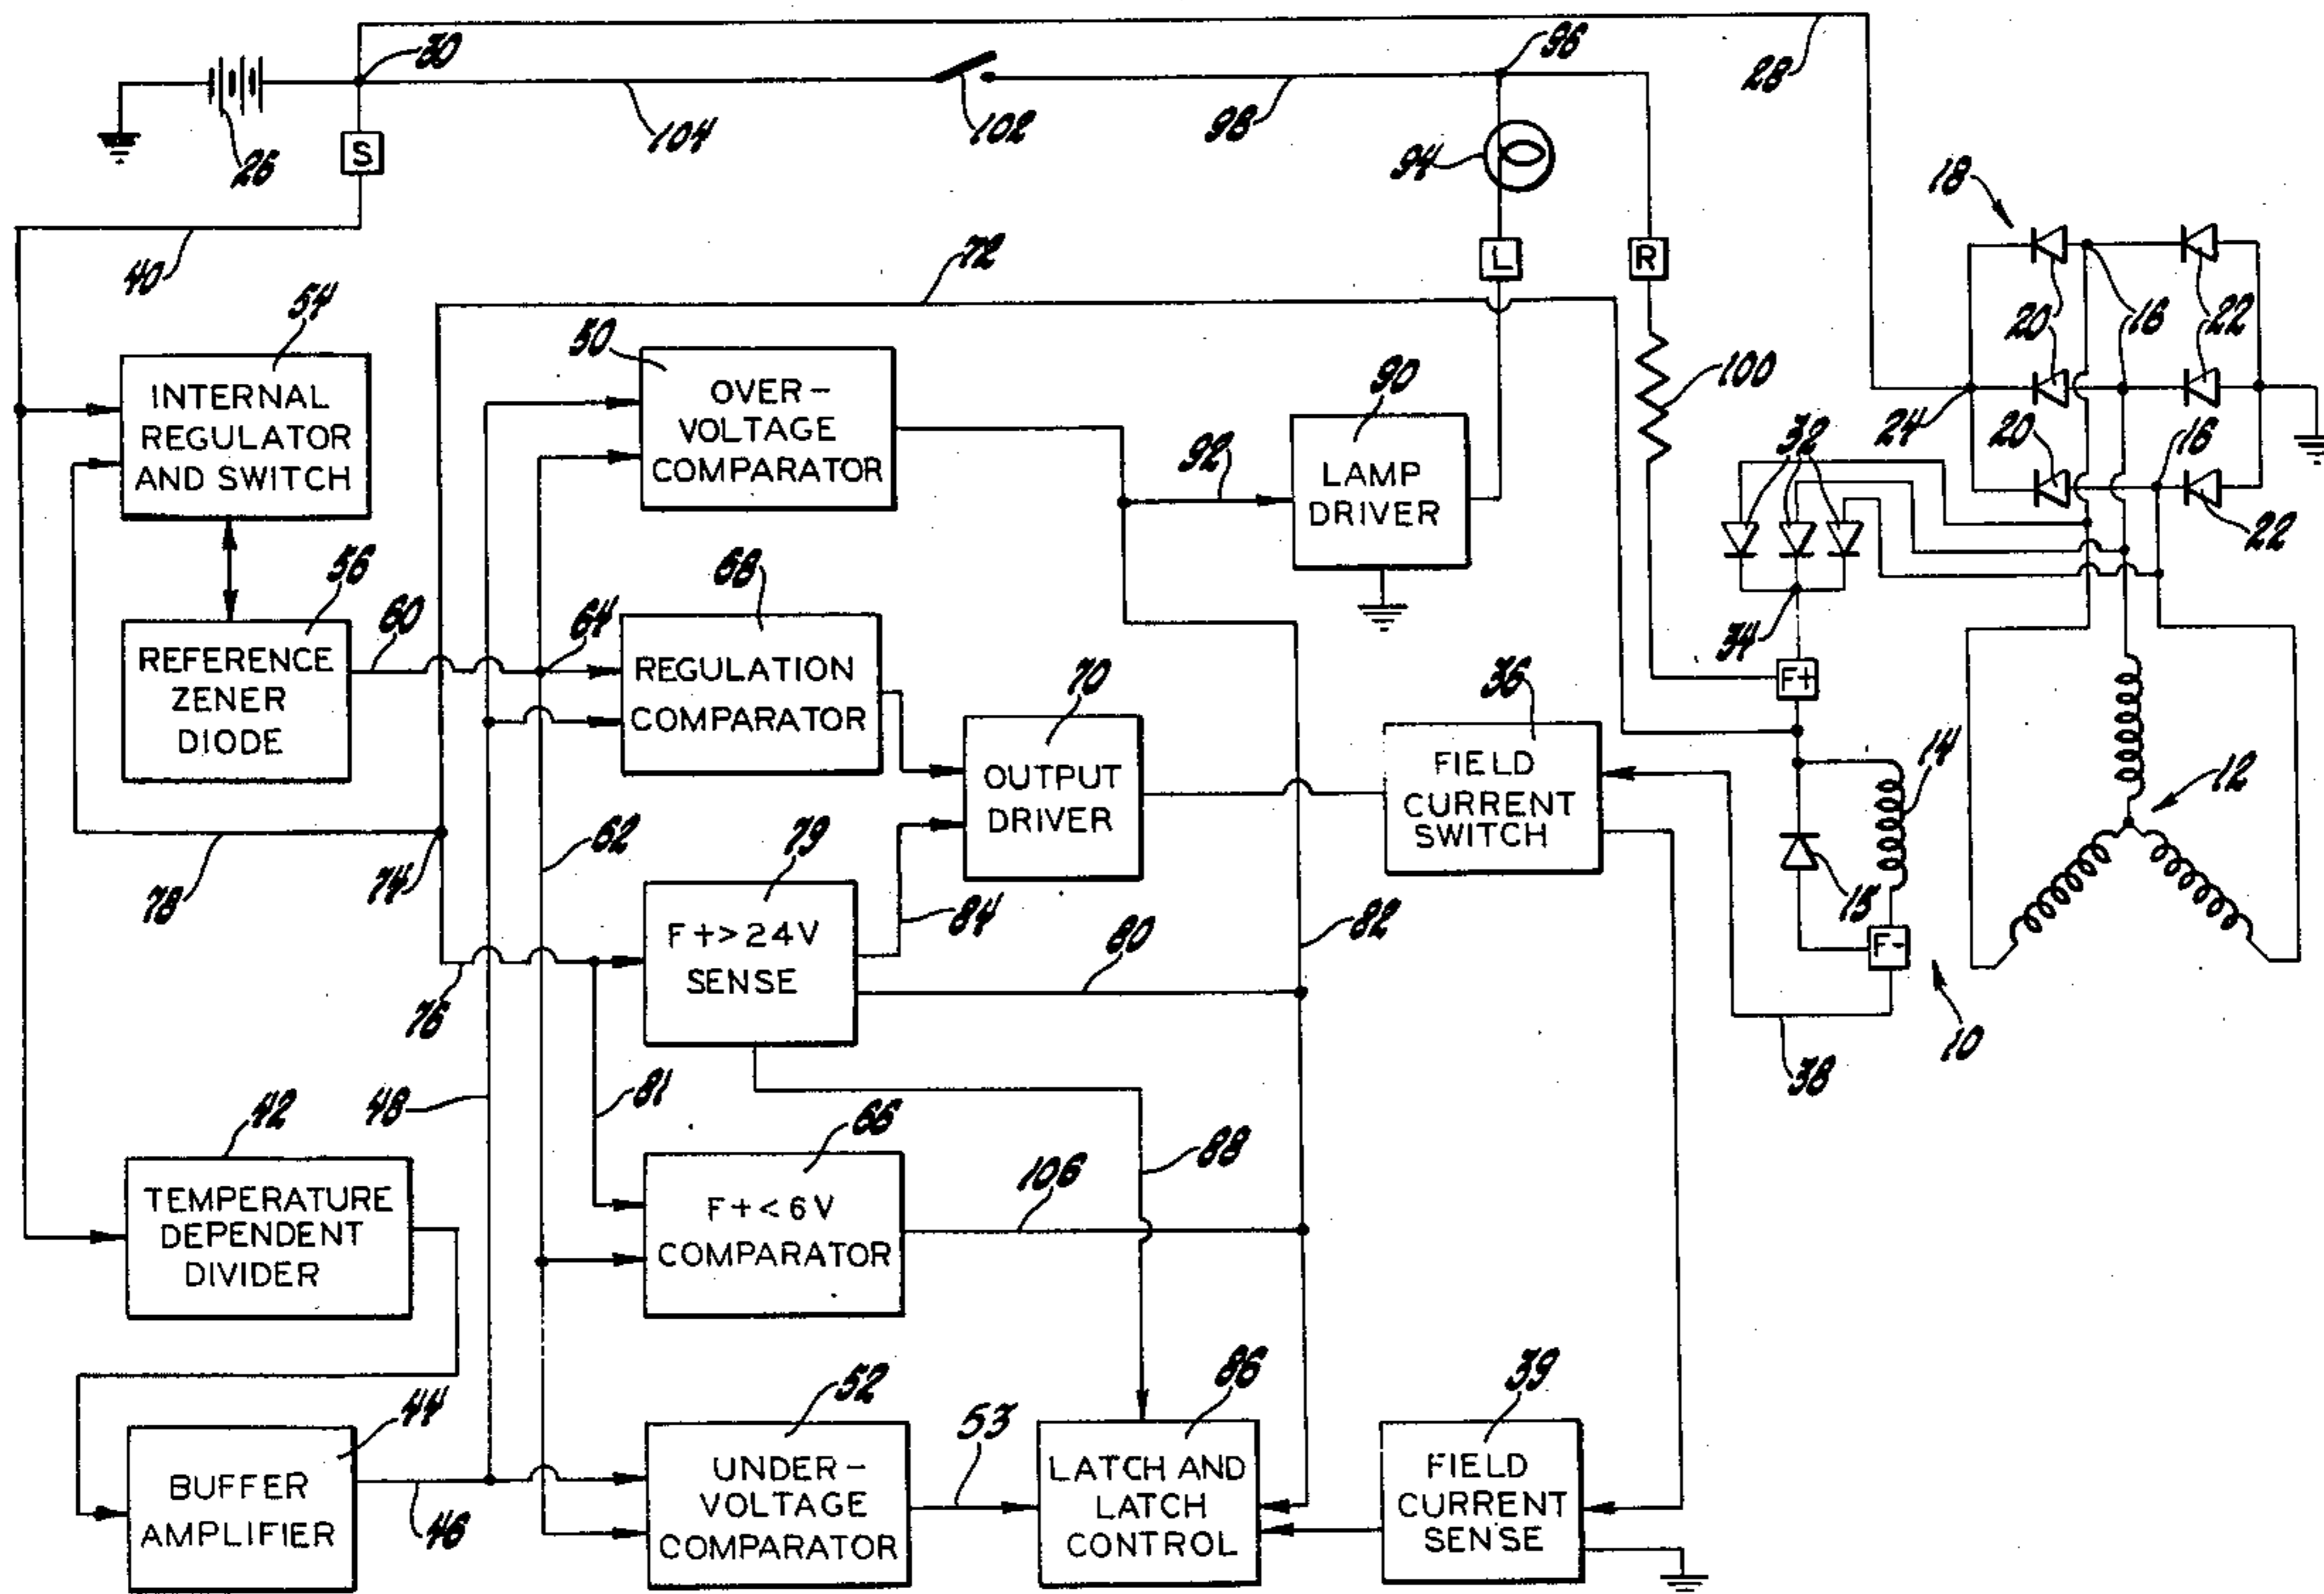 30
96
28
26
S
104
102
98
94
18
40
72
L
R
54
50
90
20
16
22
INTERNAL
REGULATOR
AND SWITCH
OVER-
VOLTAGE
COMPARATOR
92
LAMP
DRIVER
100
24
32
20
16
22
56
60
64
68
34
F+
REFERENCE
ZENER
DIODE
REGULATION
COMPARATOR
70
36
14
12
OUTPUT
DRIVER
FIELD
CURRENT
SWITCH
78
74
62
79
84
80
82
15
F-
F+>24V
SENSE
76
38
10
42
48
81
66
88
106
TEMPERATURE
DEPENDENT
DIVIDER
F+<6V
COMPARATOR
44
52
53
86
39
BUFFER
AMPLIFIER
46
UNDER-
VOLTAGE
COMPARATOR
LATCH AND
LATCH
CONTROL
FIELD
CURRENT
SENSE